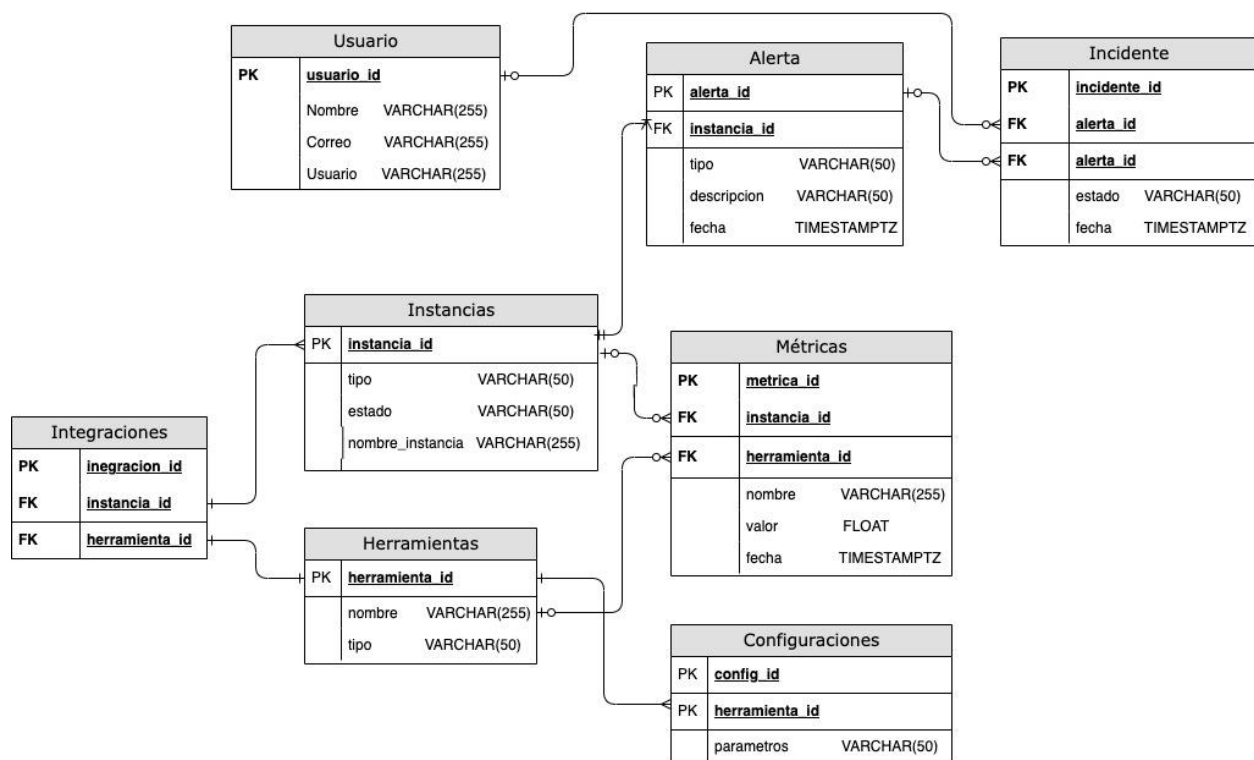 Usuario
PK usuario_id
Nombre VARCHAR(255)
Correo VARCHAR(255)
Usuario VARCHAR(255)
Alerta
PK alerta_id
FK instancia_id
tipo VARCHAR(50)
descripcion VARCHAR(50)
fecha TIMESTAMPTZ
Incidente
PK incidente_id
FK alerta_id
FK alerta_id
estado VARCHAR(50)
fecha TIMESTAMPTZ
Instancias
PK instancia_id
tipo VARCHAR(50)
estado VARCHAR(50)
nombre_instancia VARCHAR(255)
Métricas
PK metrica_id
FK instancia_id
FK herramienta_id
nombre VARCHAR(255)
valor FLOAT
fecha TIMESTAMPTZ
Integraciones
PK inegracion_id
FK instancia_id
FK herramienta_id
Herramientas
PK herramienta_id
nombre VARCHAR(255)
tipo VARCHAR(50)
Configuraciones
PK config_id
PK herramienta_id
parametros VARCHAR(50)